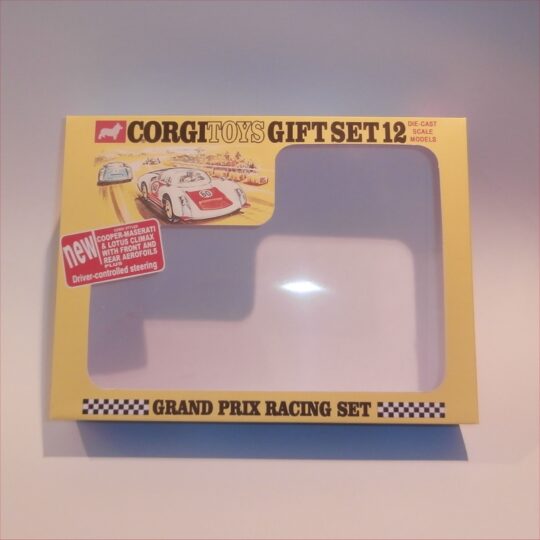 CORGI TOYS GIFT SET 12
DIE-CAST
SCALE
MODELS
new
COOPER-MASERATI
& LOTUS CLIMAX
WITH FRONT AND
REAR AEROFOILS
PLUS
Driver-controlled steering
GRAND PRIX RACING SET